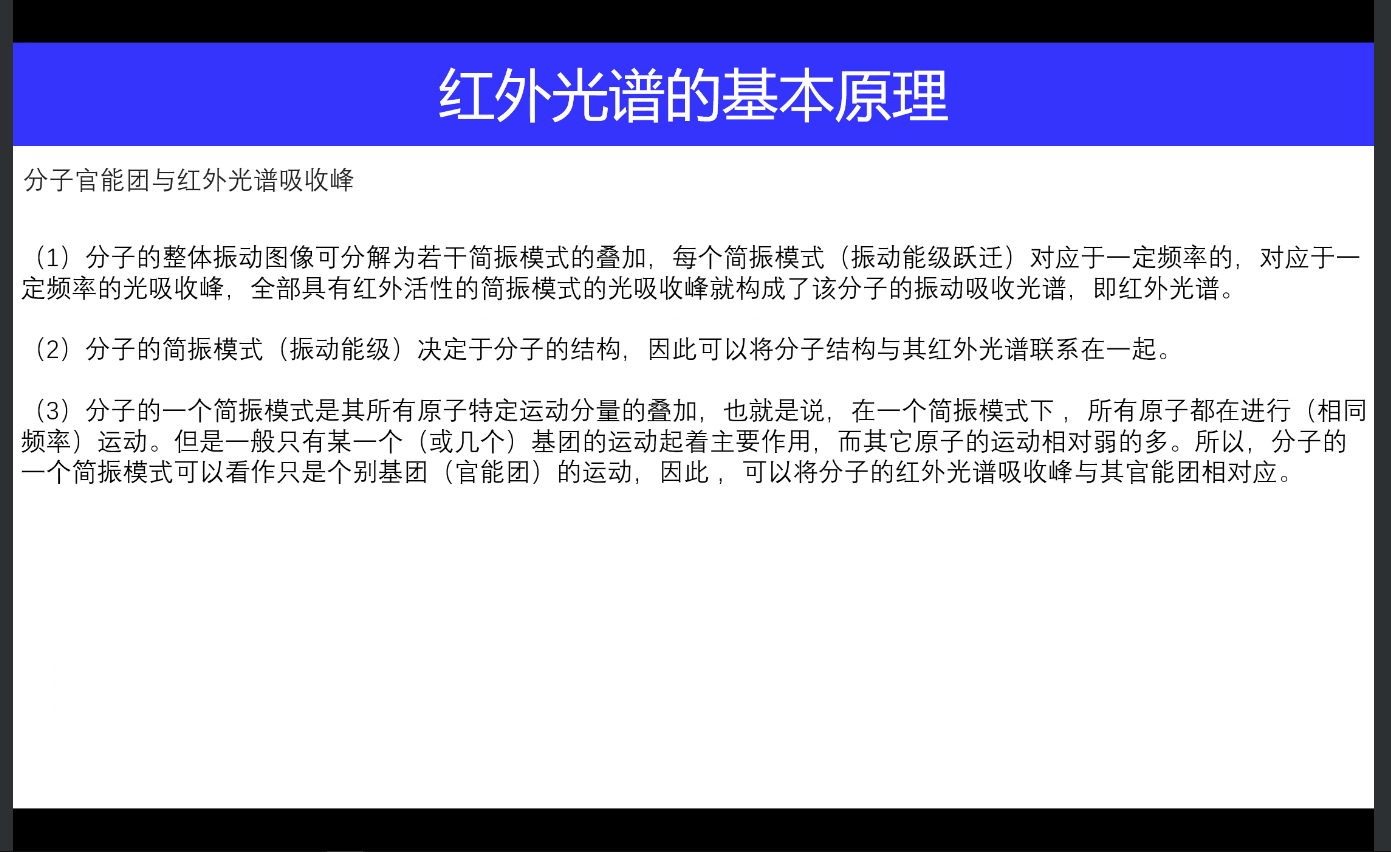 红外光谱的基本原理
分子官能团与红外光谱吸收峰
（1）分子的整体振动图像可分解为若干简振模式的叠加，每个简振模式（振动能级跃迁）对应于一定频率的，对应于一
定频率的光吸收峰，全部具有红外活性的简振模式的光吸收峰就构成了该分子的振动吸收光谱，即红外光谱。
（2）分子的简振模式（振动能级）决定于分子的结构，因此可以将分子结构与其红外光谱联系在一起。
（3）分子的一个简振模式是其所有原子特定运动分量的叠加，也就是说，在一个简振模式下 ，所有原子都在进行（相同
频率）运动。但是一般只有某一个（或几个）基团的运动起着主要作用，而其它原子的运动相对弱的多。所以，分子的
一个简振模式可以看作只是个别基团（官能团）的运动，因此 ，可以将分子的红外光谱吸收峰与其官能团相对应。